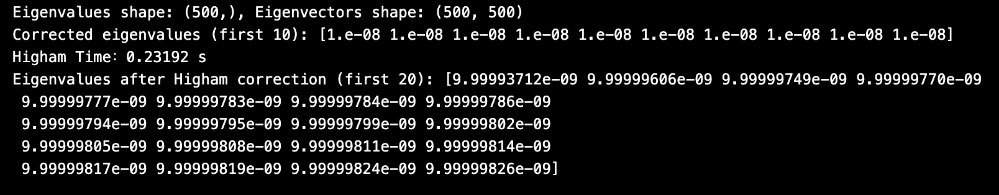 Eigenvalues shape: (500,), Eigenvectors shape: (500, 500)
Corrected eigenvalues (first 10): [1.e-08 1.e-08 1.e-08 1.e-08 1.e-08 1.e-08 1.e-08 1.e-08 1.e-08 1.e-08]
Higham Time: 0.23192 s
Eigenvalues after Higham correction (first 20): [9.99993712e-09 9.99999606e-09 9.99999749e-09 9.99999770e-09
9.99999777e-09 9.99999783e-09 9.99999784e-09 9.99999786e-09
9.99999794e-09 9.99999795e-09 9.99999799e-09 9.99999802e-09
9.99999805e-09 9.99999808e-09 9.99999811e-09 9.99999814e-09
9.99999817e-09 9.99999819e-09 9.99999824e-09 9.99999826e-09]